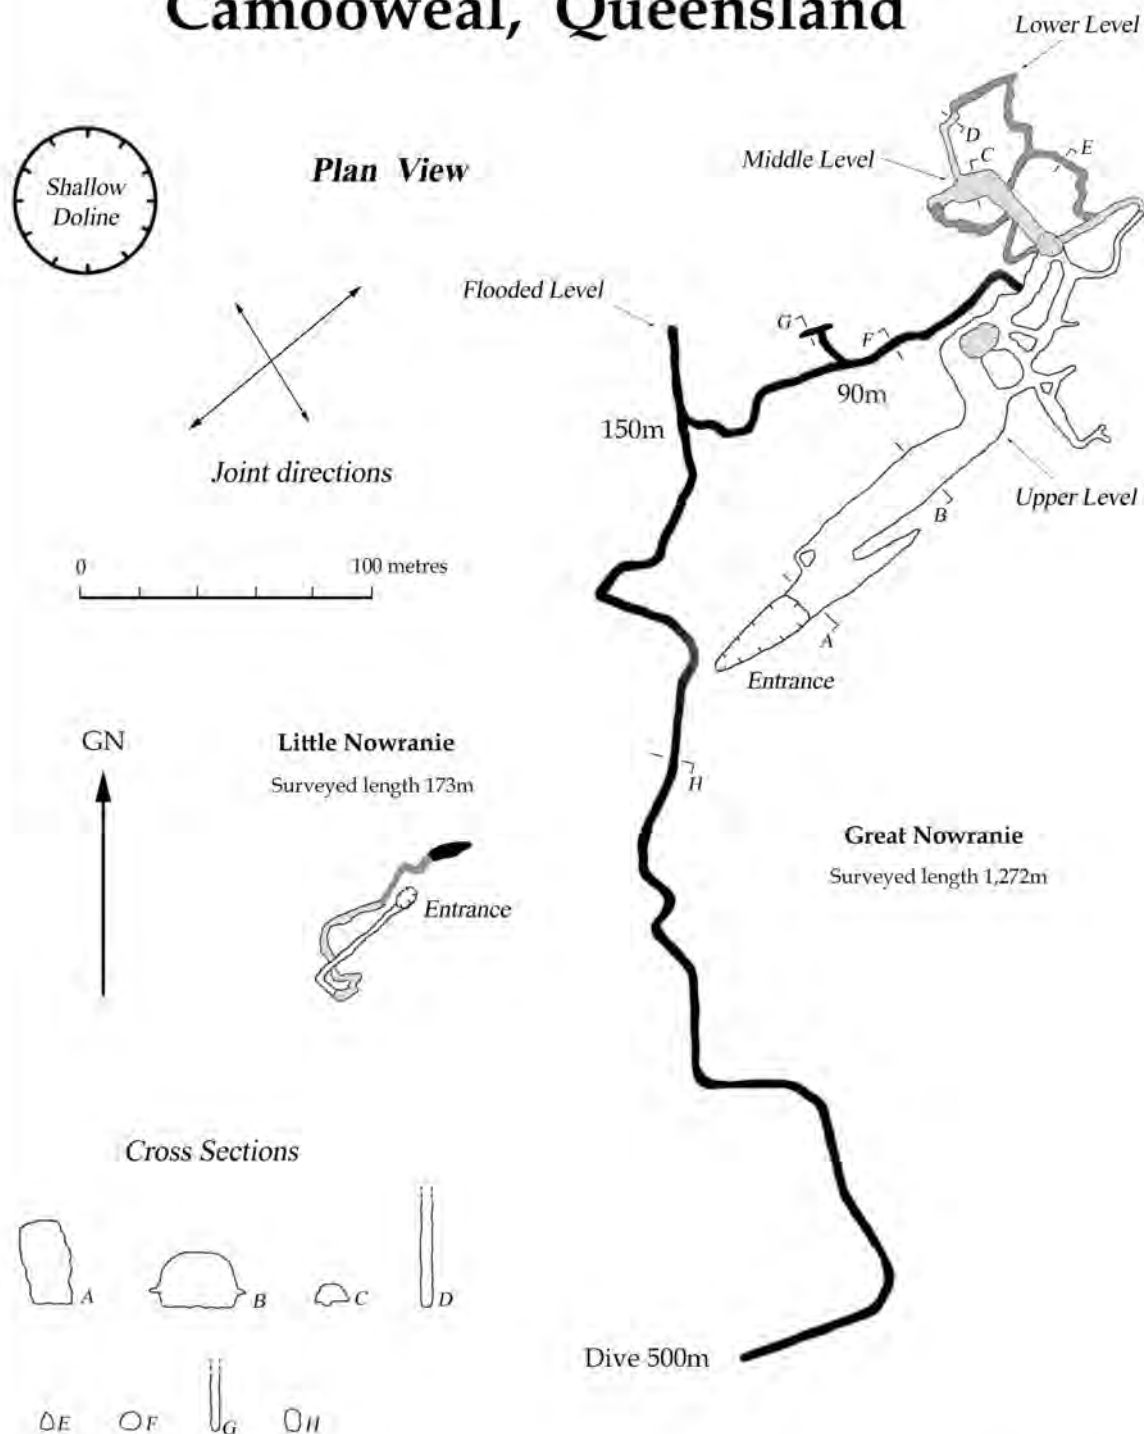 Camooweal, Queensland
Lower Level
Shallow
Doline
Plan View
D
C
E
Middle Level
Flooded Level
G
F
90m
150m
Joint directions
Upper Level
B
0
100 metres
A
Entrance
GN
Little Nowranie
Surveyed length 173m
H
Great Nowranie
Surveyed length 1,272m
Entrance
Cross Sections
A
B
C
D
Dive 500m
E
F
G
H